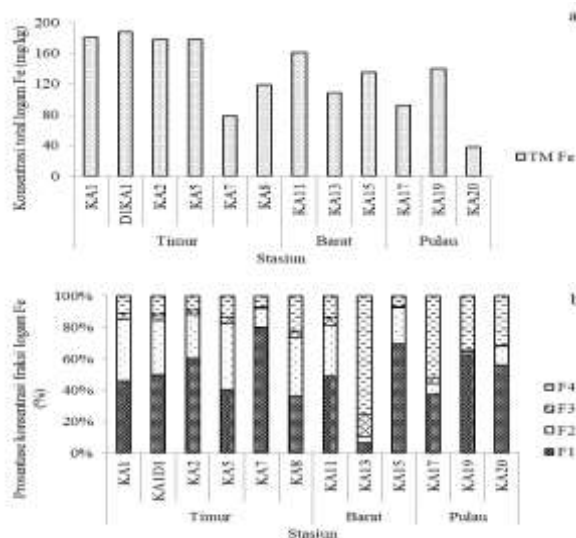 a
Konsentrasi total logam Fe (mg/kg)
200
160
120
80
40
0
KA1 DIKA1 KA2 KA5 KA7 KA8 KA11 KA13 KA15 KA17 KA19 KA20
Timur Barat Pulau
Stasiun
TM Fe
b
Prosentase konsentrasi fraksi logam Fe
(%)
100%
80%
60%
40%
20%
0%
KA1 KA1D1 KA2 KA5 KA7 KA8 KA11 KA13 KA15 KA17 KA19 KA20
Timur Barat Pulau
Stasiun
F4
F3
F2
F1